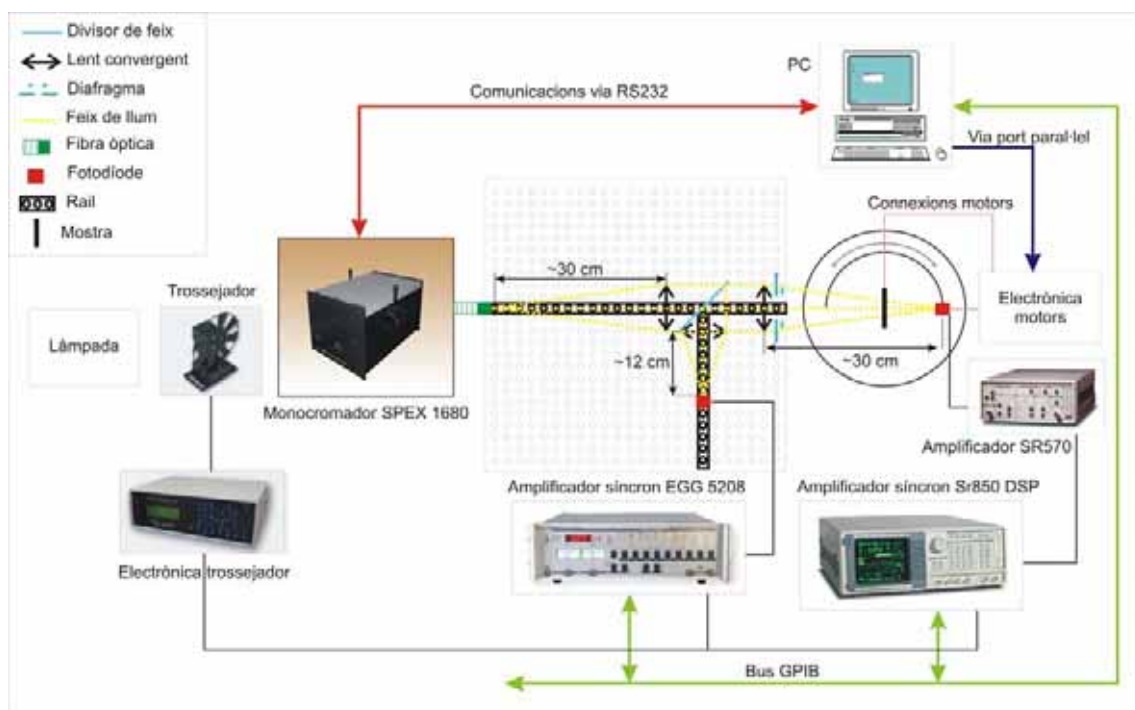 Divisor de feix
Lent convergent
Diafragma
Feix de llum
Fibra òptica
Fotodíode
Rail
Mostra
PC
Comunicacions via RS232
Via port paral·lel
Connexions motors
~30 cm
Trossejador
Làmpada
Electrònica
motors
~12 cm
~30 cm
Monocromador SPEX 1680
Amplificador SR570
Amplificador síncron EGG 5208
Amplificador síncron Sr850 DSP
Electrònica trossejador
Bus GPIB